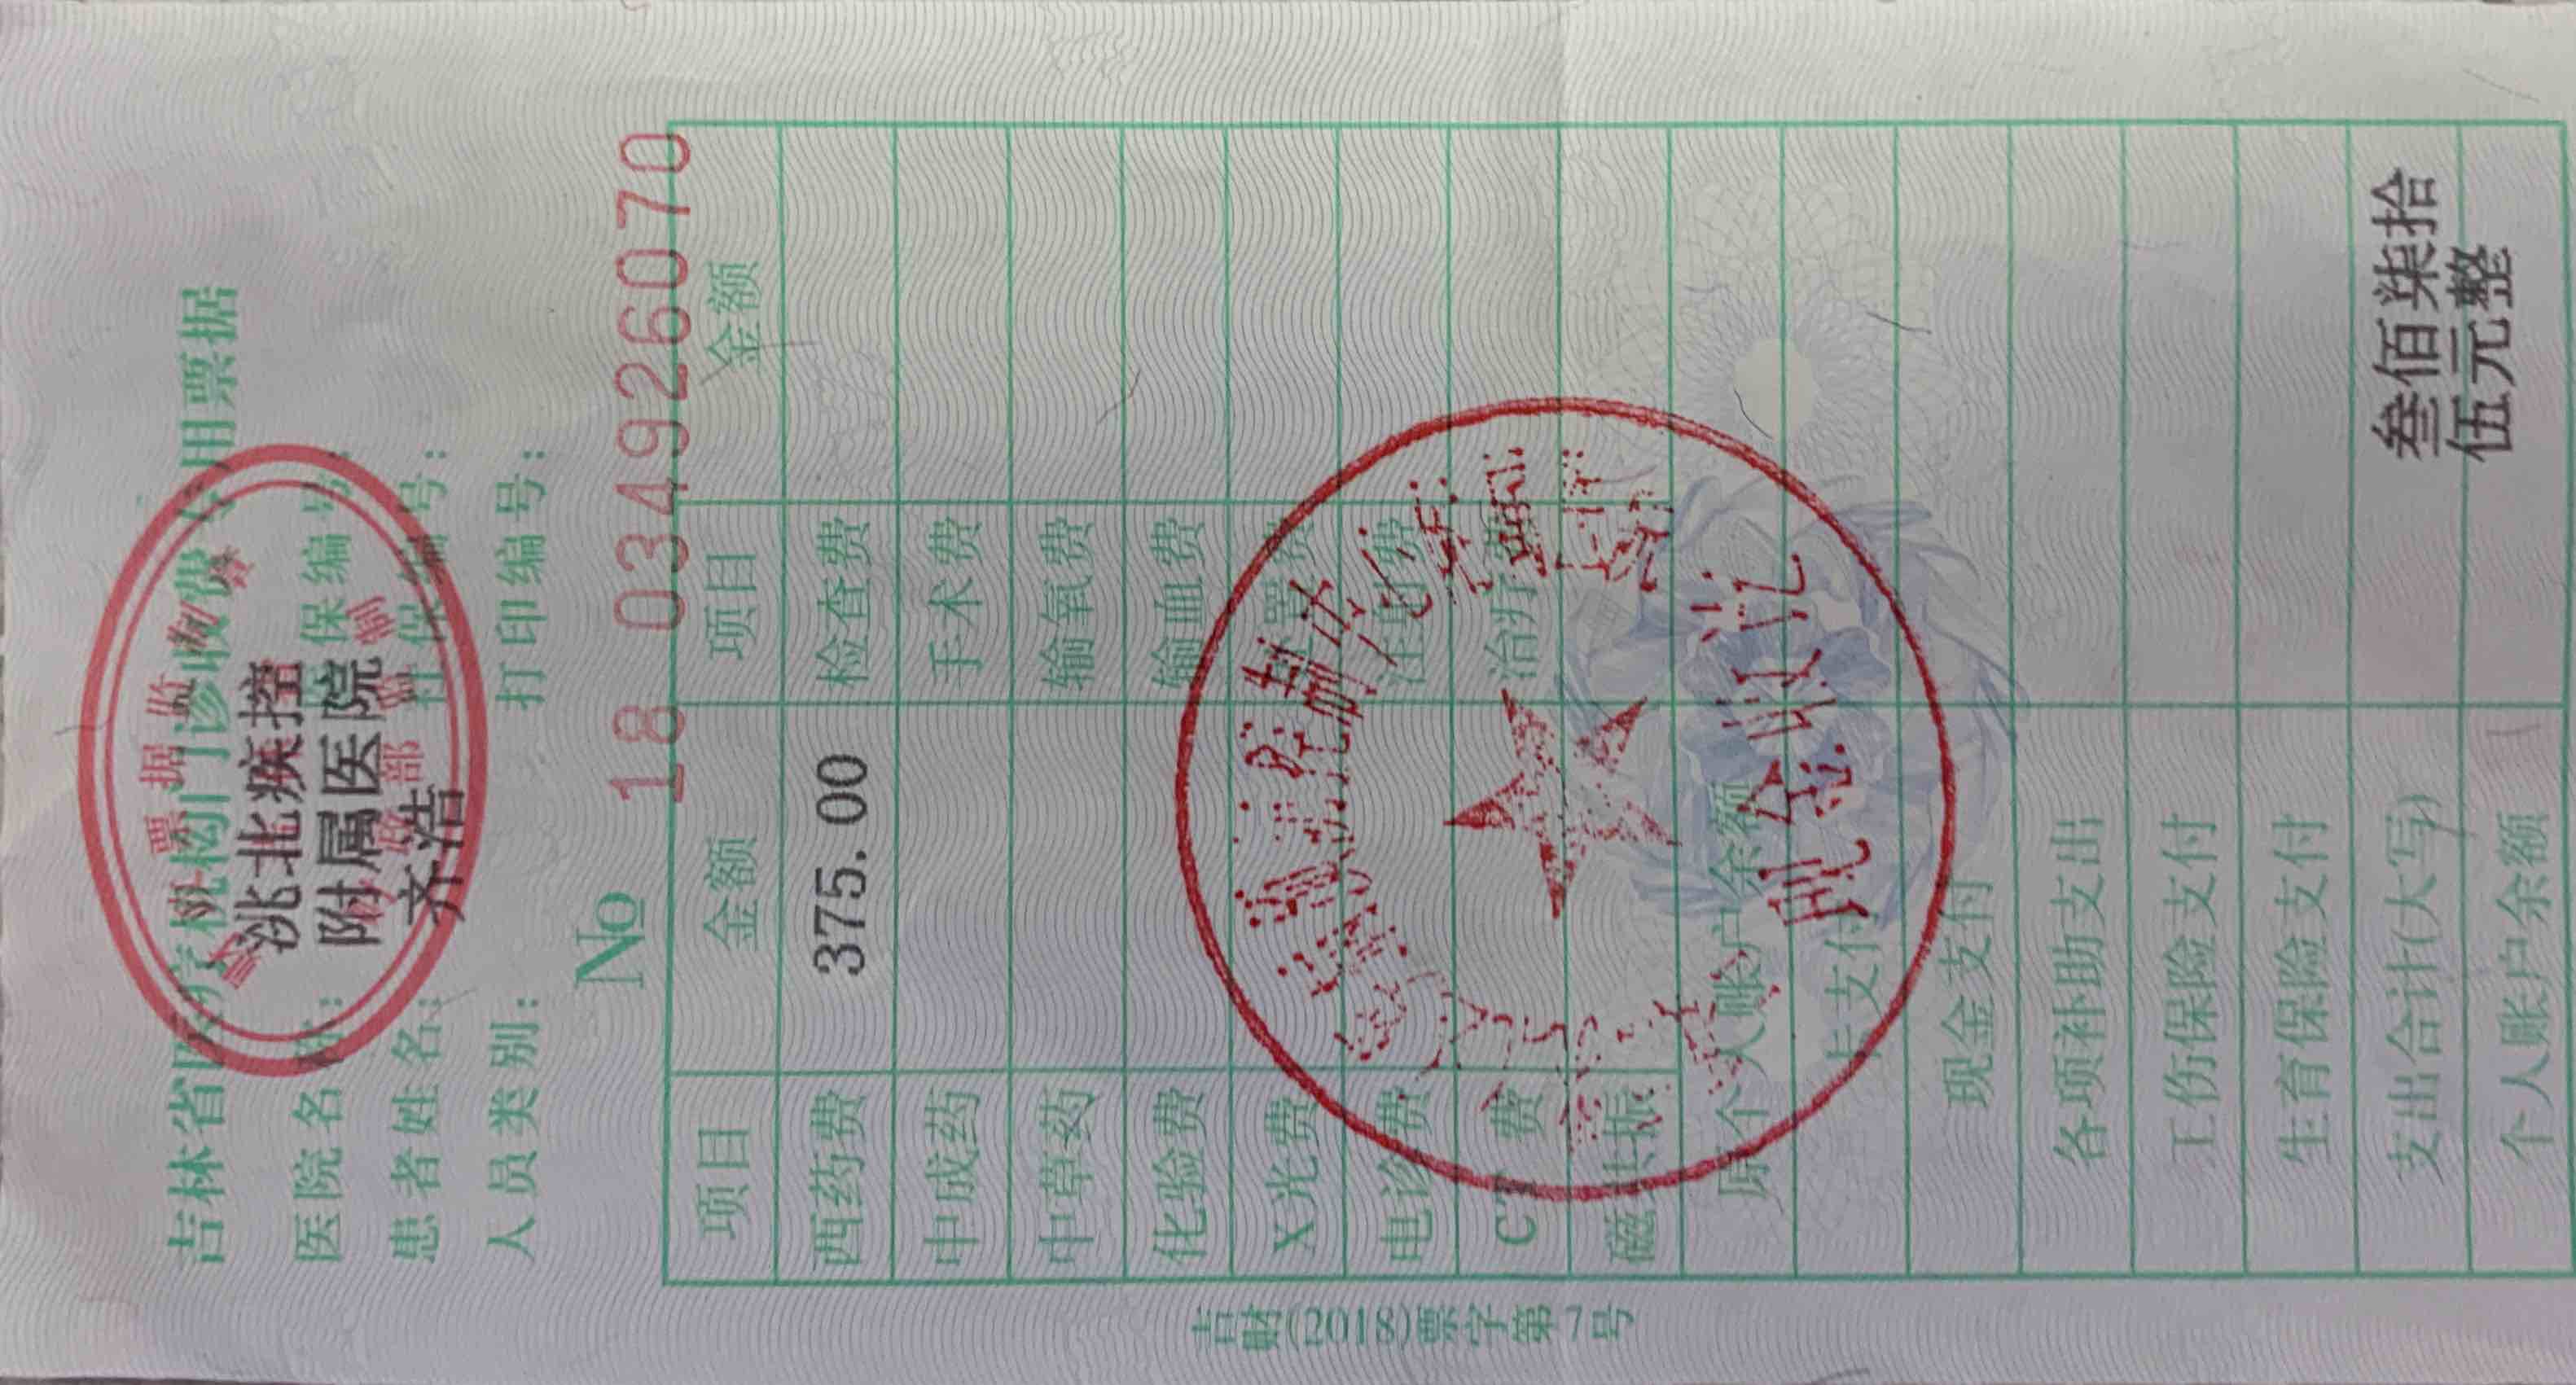 财政票据监制章
吉林省医疗机构门诊收费专用票据
医院名称: 洮北疾控附属医院 医保编号:
财政部监制
患者姓名: 齐浩 社保编号:
人员类别: 打印编号:
No 18 034926070
项目 金额 项目 金额
西药费 375.00 检查费
中成药 手术费
中草药 输氧费
化验费 输血费
X光费 处置费
电诊费 注射费
CT 费 治疗费
磁共振
原个人账户余额
卡支付
现金收讫
现金支付
各项补助支出
工伤保险支付
生育保险支付
支出合计(大写) 叁佰柒拾
伍元整
个人账户余额
吉财(2018)票字第7号